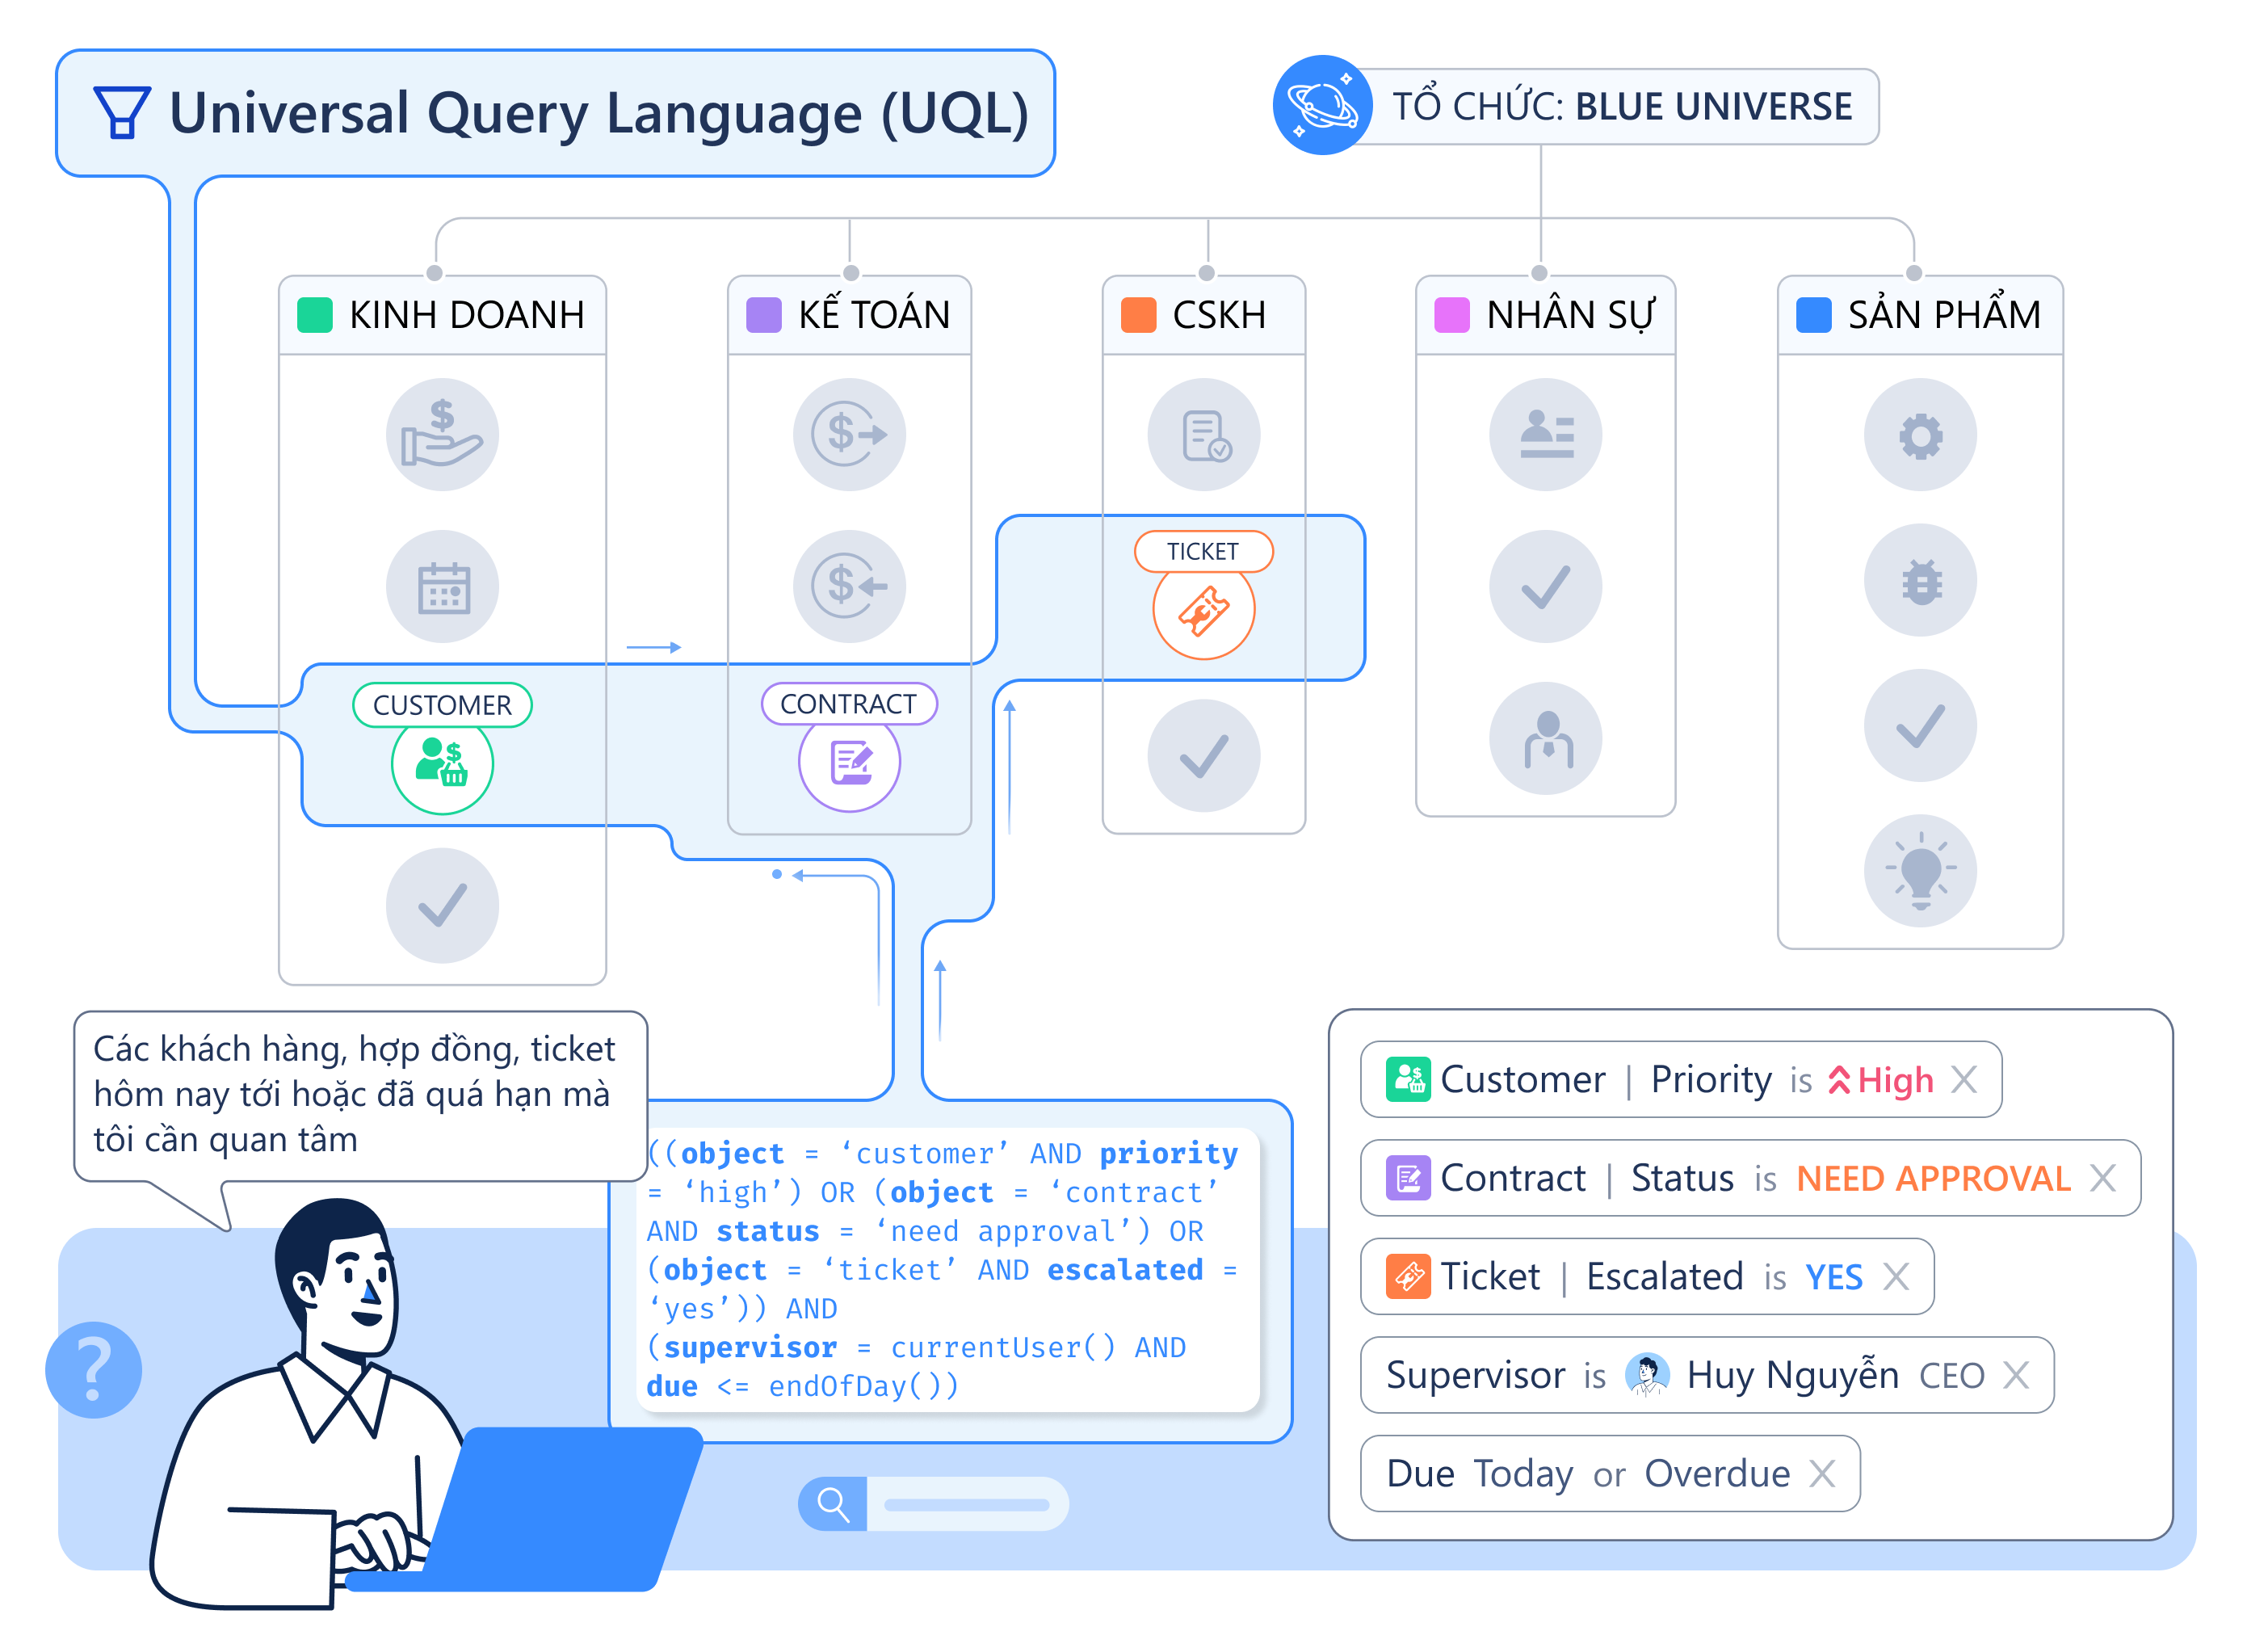 Universal Query Language (UQL)
TỔ CHỨC: BLUE UNIVERSE
KINH DOANH
KẾ TOÁN
CSKH
NHÂN SỰ
SẢN PHẨM
TICKET
CUSTOMER
CONTRACT
Các khách hàng, hợp đồng, ticket
hôm nay tới hoặc đã quá hạn mà
tôi cần quan tâm
?
((object = ‘customer’ AND priority
= ‘high’) OR (object = ‘contract’
AND status = ‘need approval’) OR
(object = ‘ticket’ AND escalated =
‘yes’)) AND
(supervisor = currentUser() AND
due <= endOfDay())
Customer | Priority is High X
Contract | Status is NEED APPROVAL X
Ticket | Escalated is YES X
Supervisor is Huy Nguyễn CEO X
Due Today or Overdue X